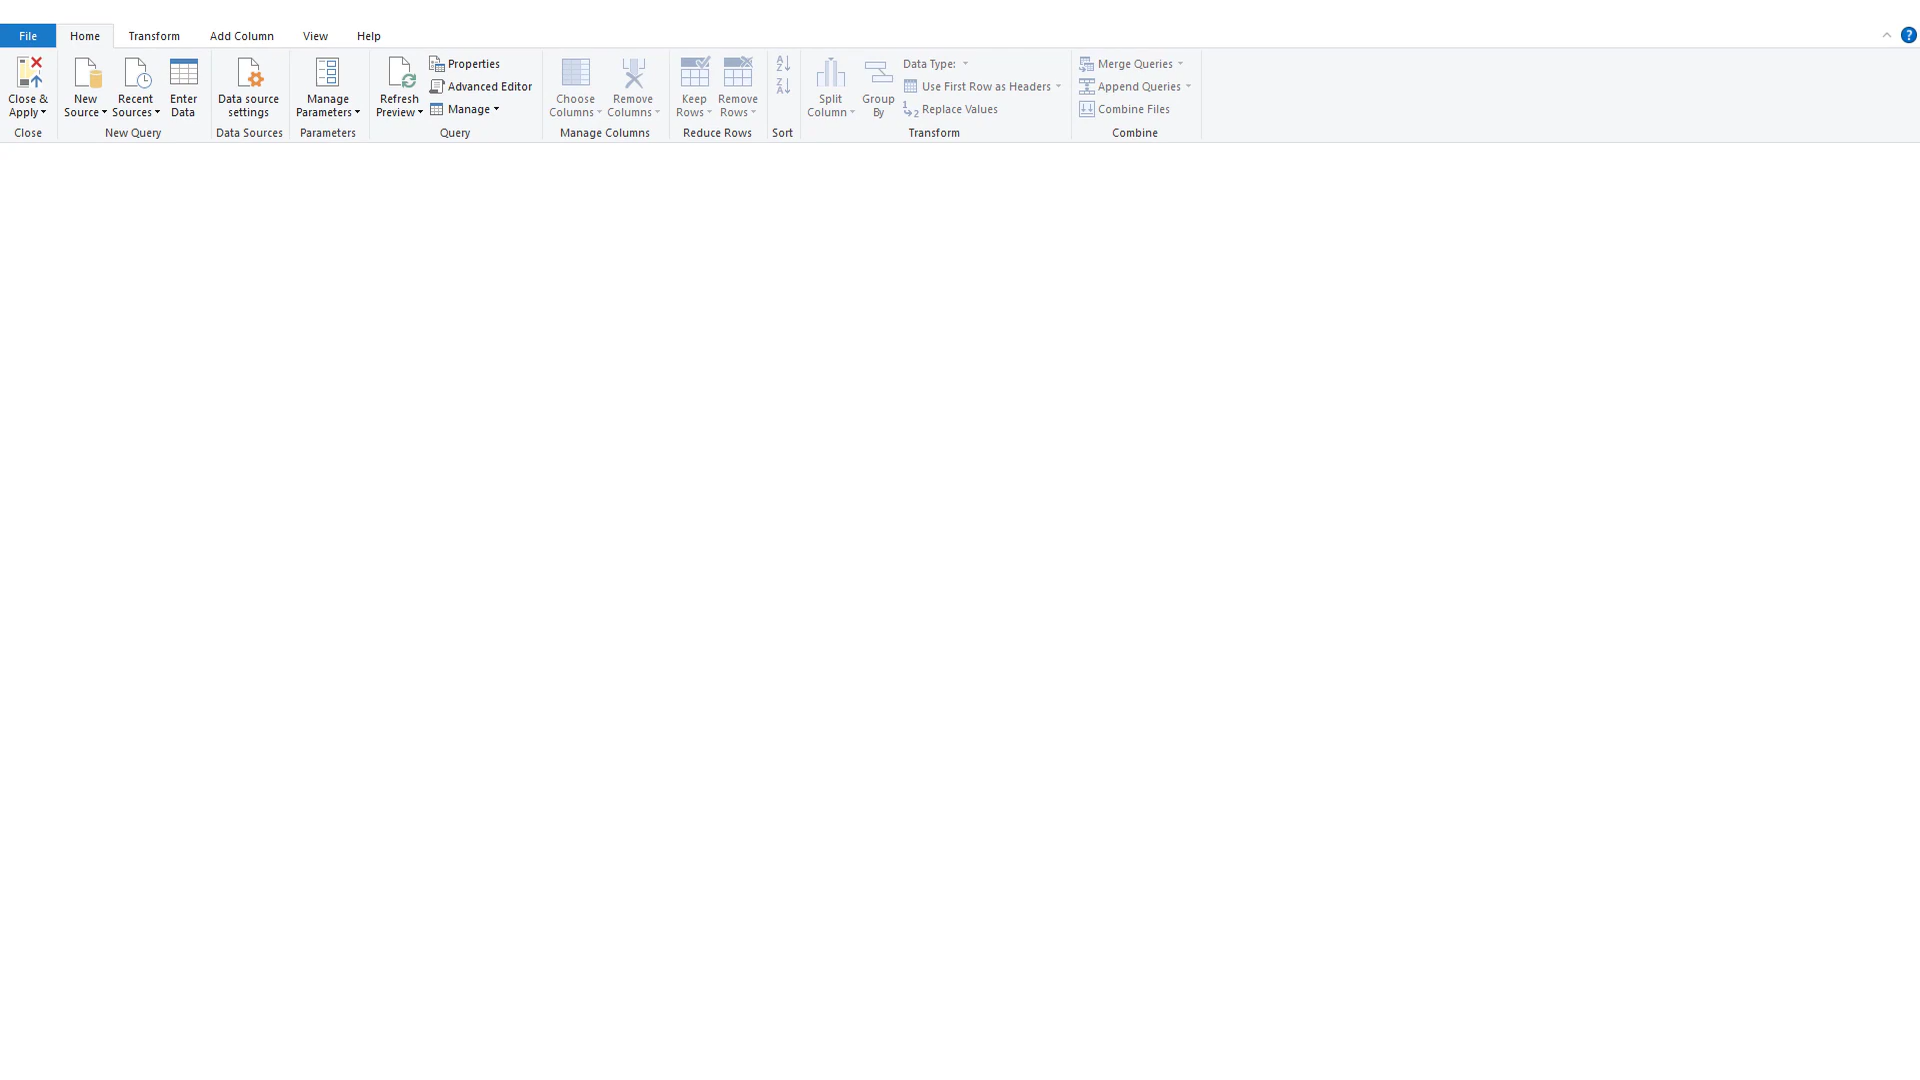 File Home Transform Add Column View Help
Close & Apply
New Source
Recent Sources
Enter Data
Data source settings
Manage Parameters
Refresh Preview
Properties
Advanced Editor
Manage
Choose Columns
Remove Columns
Keep Rows
Remove Rows
A Z
Z A
Split Column
Group By
Data Type:
Use First Row as Headers
1 2 Replace Values
Merge Queries
Append Queries
Combine Files
Close New Query Data Sources Parameters Query Manage Columns Reduce Rows Sort Transform Combine
?